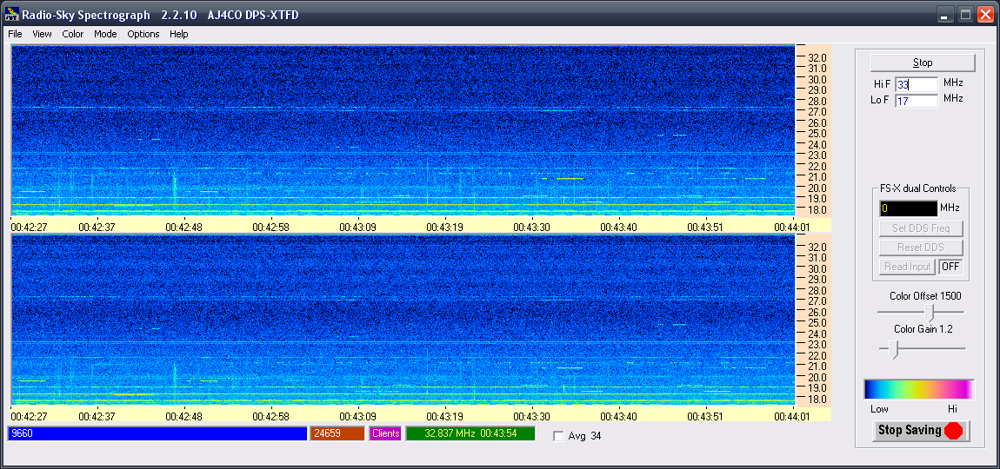 Radio-Sky Spectrograph 2.2.10 AJ4CO DPS-XTFD
File View Color Mode Options Help
32.0
31.0
30.0
29.0
28.0
27.0
26.0
25.0
24.0
23.0
22.0
21.0
20.0
19.0
18.0
00:42:27 00:42:37 00:42:48 00:42:58 00:43:09 00:43:19 00:43:30 00:43:40 00:43:51 00:44:01
32.0
31.0
30.0
29.0
28.0
27.0
26.0
25.0
24.0
23.0
22.0
21.0
20.0
19.0
18.0
00:42:27 00:42:37 00:42:48 00:42:58 00:43:09 00:43:19 00:43:30 00:43:40 00:43:51 00:44:01
9660 24659 Clients 32.837 MHz 00:43:54 Avg 34
Stop
Hi F 33 MHz
Lo F 17 MHz
FS-X dual Controls
0 MHz
Set DDS Freq
Reset DDS
Read Input OFF
Color Offset 1500
Color Gain 1.2
Low Hi
Stop Saving